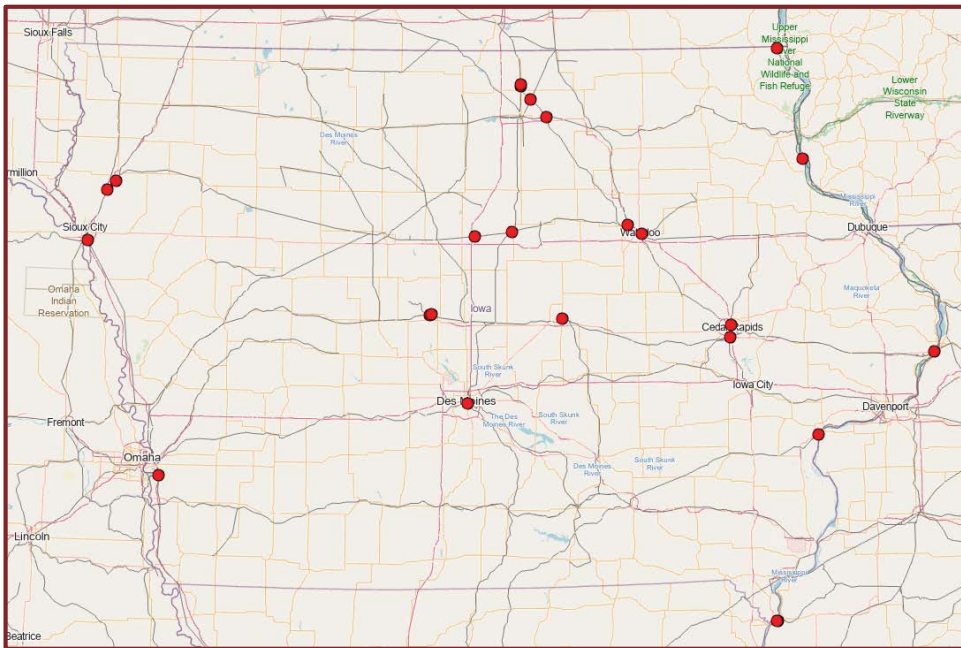 Sioux Falls
Upper
Mississippi
River
National
Wildlife and
Fish Refuge
Lower
Wisconsin
State
Riverway
Des Moines
River
rmillion
Mississippi
River
Sioux City
Waterloo
Dubuque
Omaha
Indian
Reservation
Iowa
Maquoketa
River
Cedar Rapids
South Skunk
River
Iowa City
Des Moines
Davenport
The Des
Moines River
South Skunk
River
Fremont
Omaha
Des Moines
River
South Skunk
River
Lincoln
Mississippi
River
Beatrice